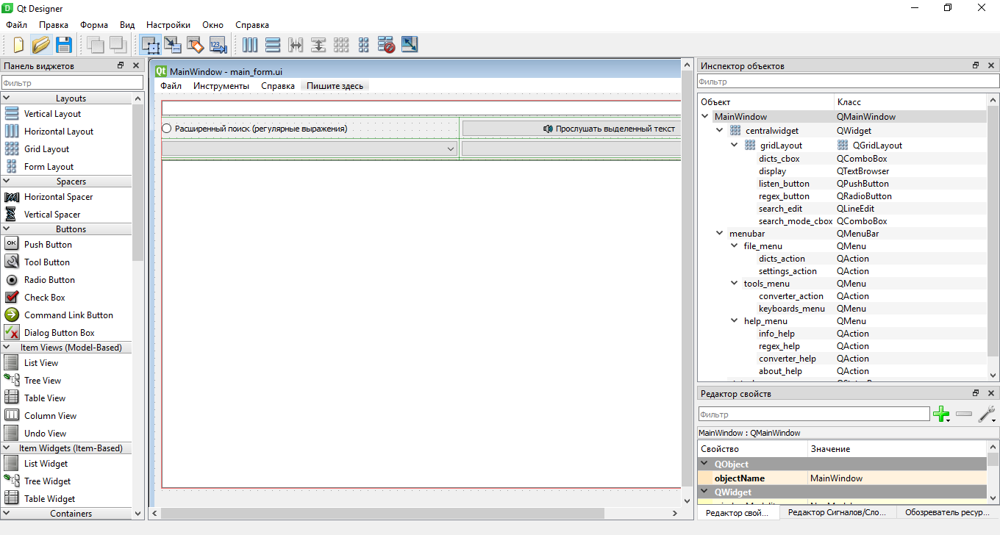 Qt Designer
Файл Правка Форма Вид Настройки Окно Справка
Панель виджетов
Фильтр
Layouts
Vertical Layout
Horizontal Layout
Grid Layout
Form Layout
Spacers
Horizontal Spacer
Vertical Spacer
Buttons
Push Button
Tool Button
Radio Button
Check Box
Command Link Button
Dialog Button Box
Item Views (Model-Based)
List View
Tree View
Table View
Column View
Undo View
Item Widgets (Item-Based)
List Widget
Tree Widget
Table Widget
Containers
MainWindow - main_form.ui
Файл Инструменты Справка Пишите здесь
Расширенный поиск (регулярные выражения) Прослушать выделенный текст
Инспектор объектов
Фильтр
Объект Класс
MainWindow QMainWindow
centralwidget QWidget
gridLayout QGridLayout
dicts_cbox QComboBox
display QTextBrowser
listen_button QPushButton
regex_button QRadioButton
search_edit QLineEdit
search_mode_cbox QComboBox
menubar QMenuBar
file_menu QMenu
dicts_action QAction
settings_action QAction
tools_menu QMenu
converter_action QAction
keyboards_menu QMenu
help_menu QMenu
info_help QAction
regex_help QAction
converter_help QAction
about_help QAction
Редактор свойств
Фильтр
MainWindow : QMainWindow
Свойство Значение
QObject
objectName MainWindow
QWidget
Редактор свой... Редактор Сигналов/Сло... Обозреватель ресур...